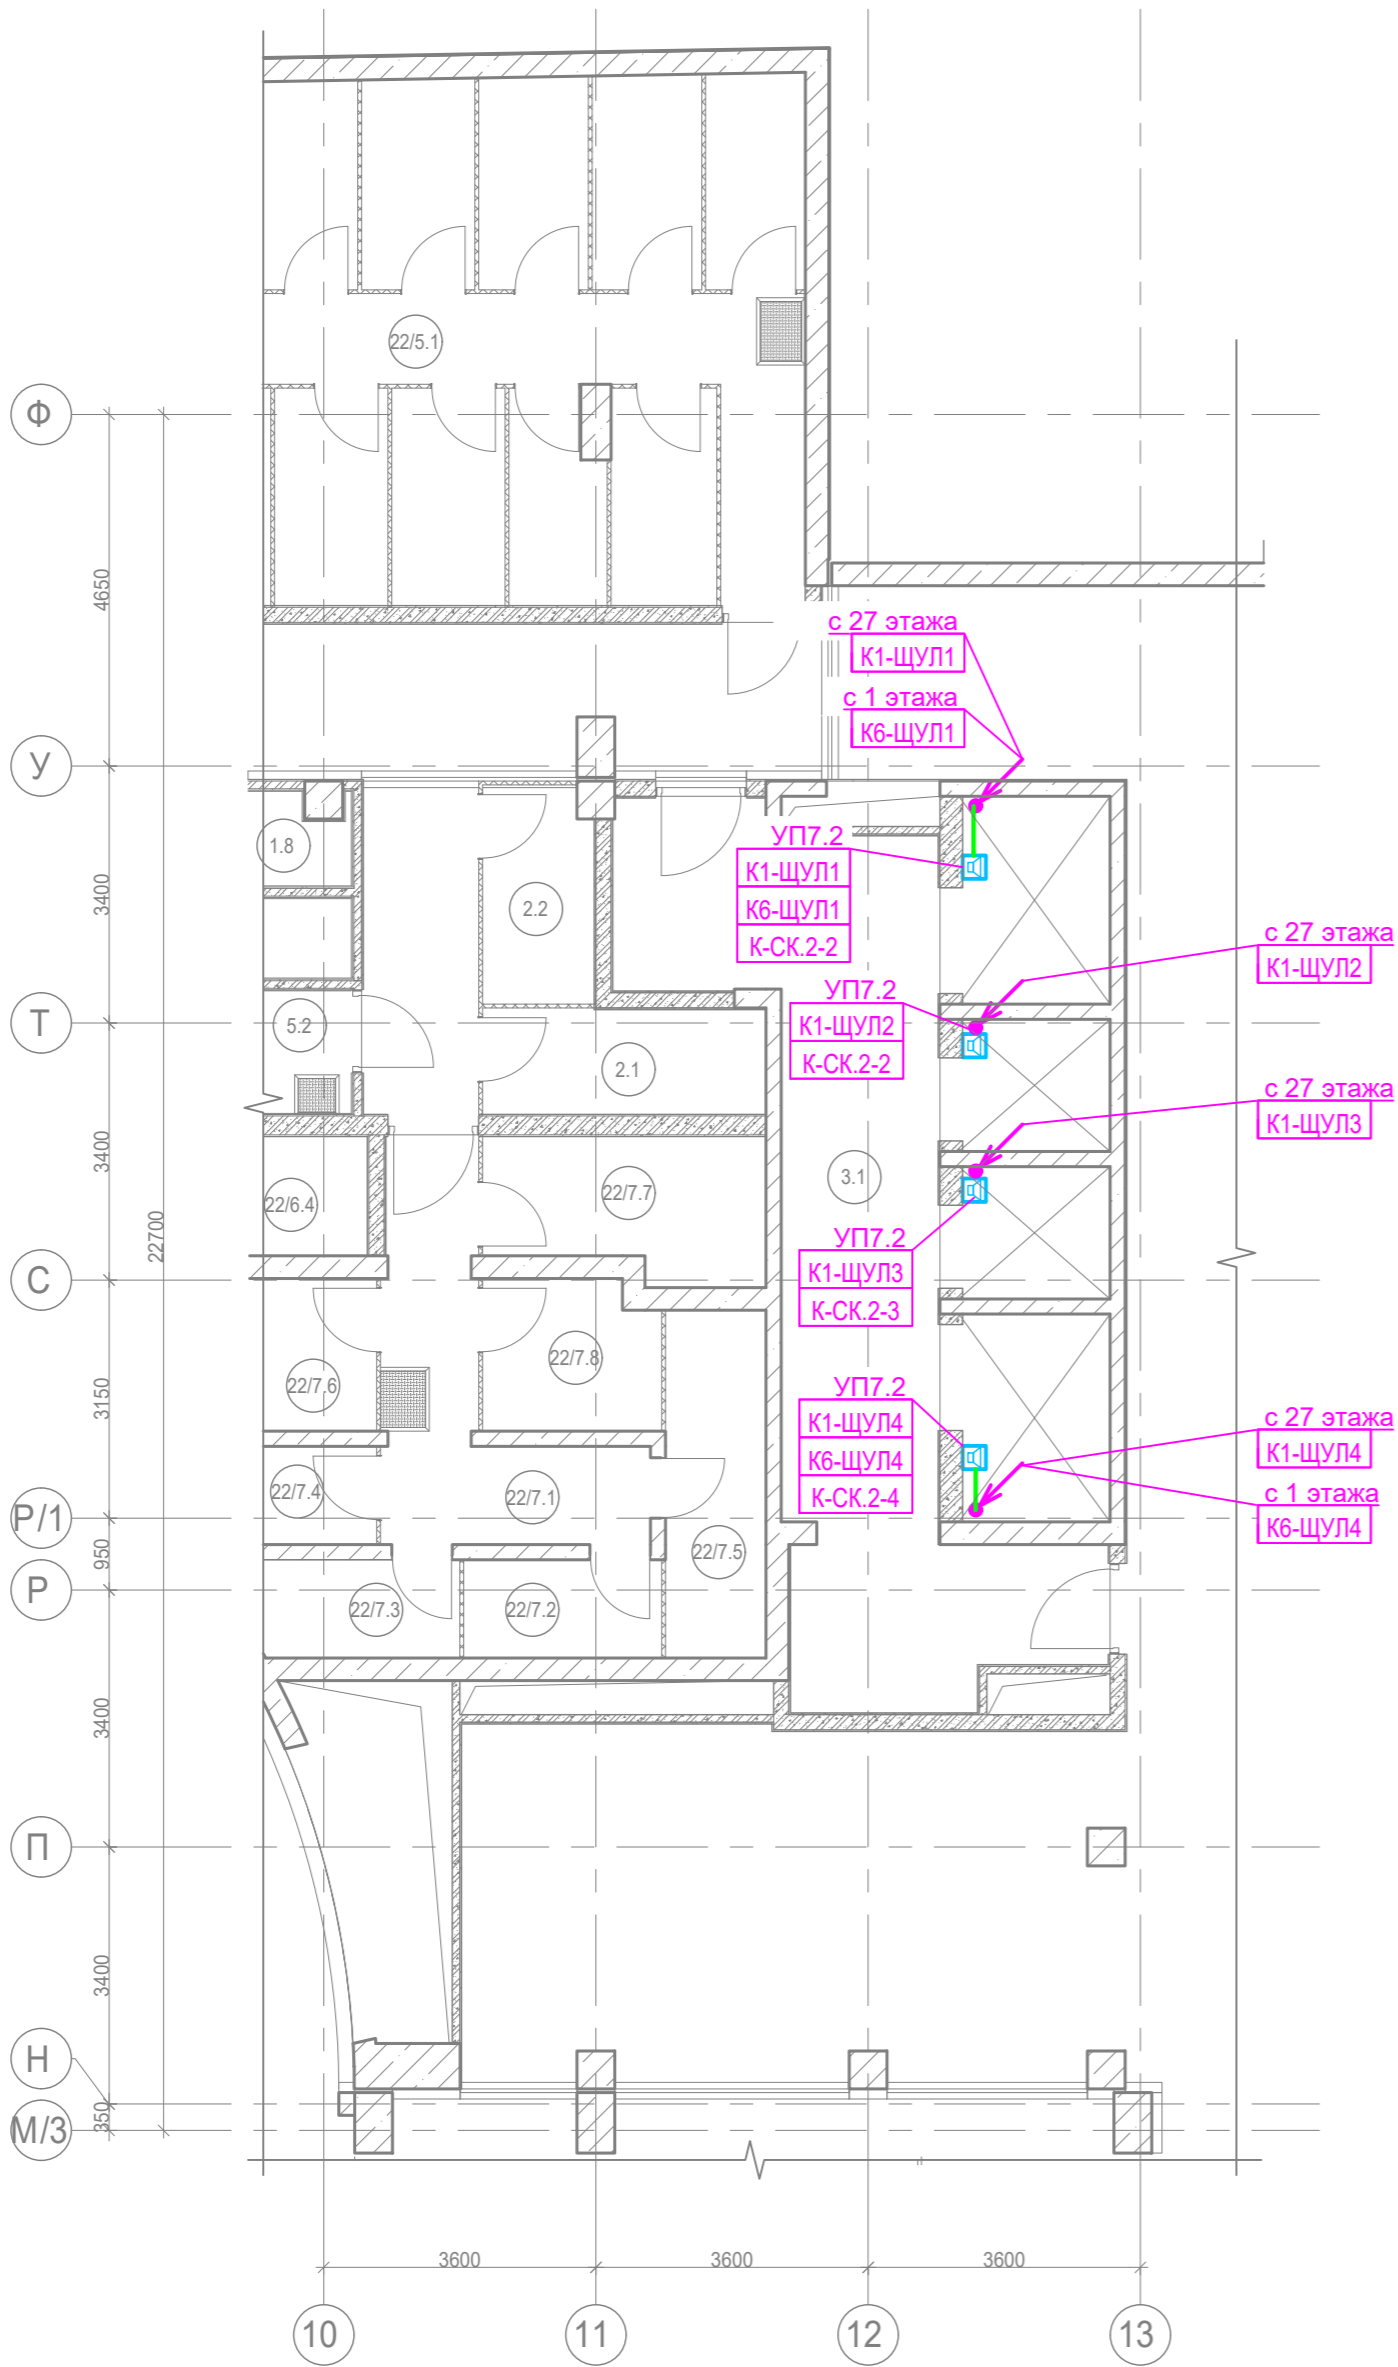 22/5.1
Ф
4650
с 27 этажа
К1-ЩУЛ1
с 1 этажа
К6-ЩУЛ1
У
1.8
УП7.2
К1-ЩУЛ1
К6-ЩУЛ1
К-СК.2-2
3400
2.2
с 27 этажа
К1-ЩУЛ2
УП7.2
К1-ЩУЛ2
К-СК.2-2
Т
5.2
2.1
с 27 этажа
К1-ЩУЛ3
3400
22700
22/6.4
22/7.7
3.1
УП7.2
К1-ЩУЛ3
К-СК.2-3
С
22/7.6
22/7.8
3150
УП7.2
К1-ЩУЛ4
К6-ЩУЛ4
К-СК.2-4
с 27 этажа
К1-ЩУЛ4
с 1 этажа
К6-ЩУЛ4
22/7.4
22/7.1
Р/1
950
22/7.5
Р
22/7.3
22/7.2
3400
П
3400
Н
350
М/3
3600
3600
3600
10
11
12
13